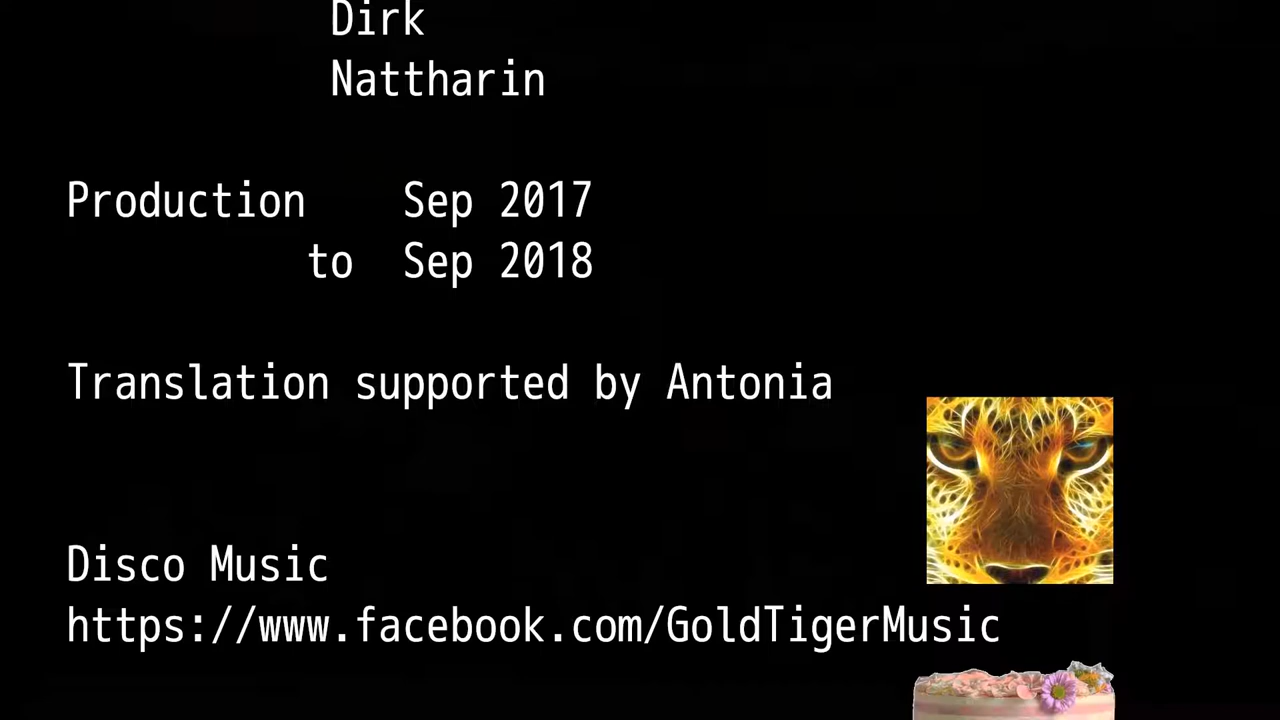 Dirk
Nattharin
Production Sep 2017
to Sep 2018
Translation supported by Antonia
Disco Music
https://www.facebook.com/GoldTigerMusic